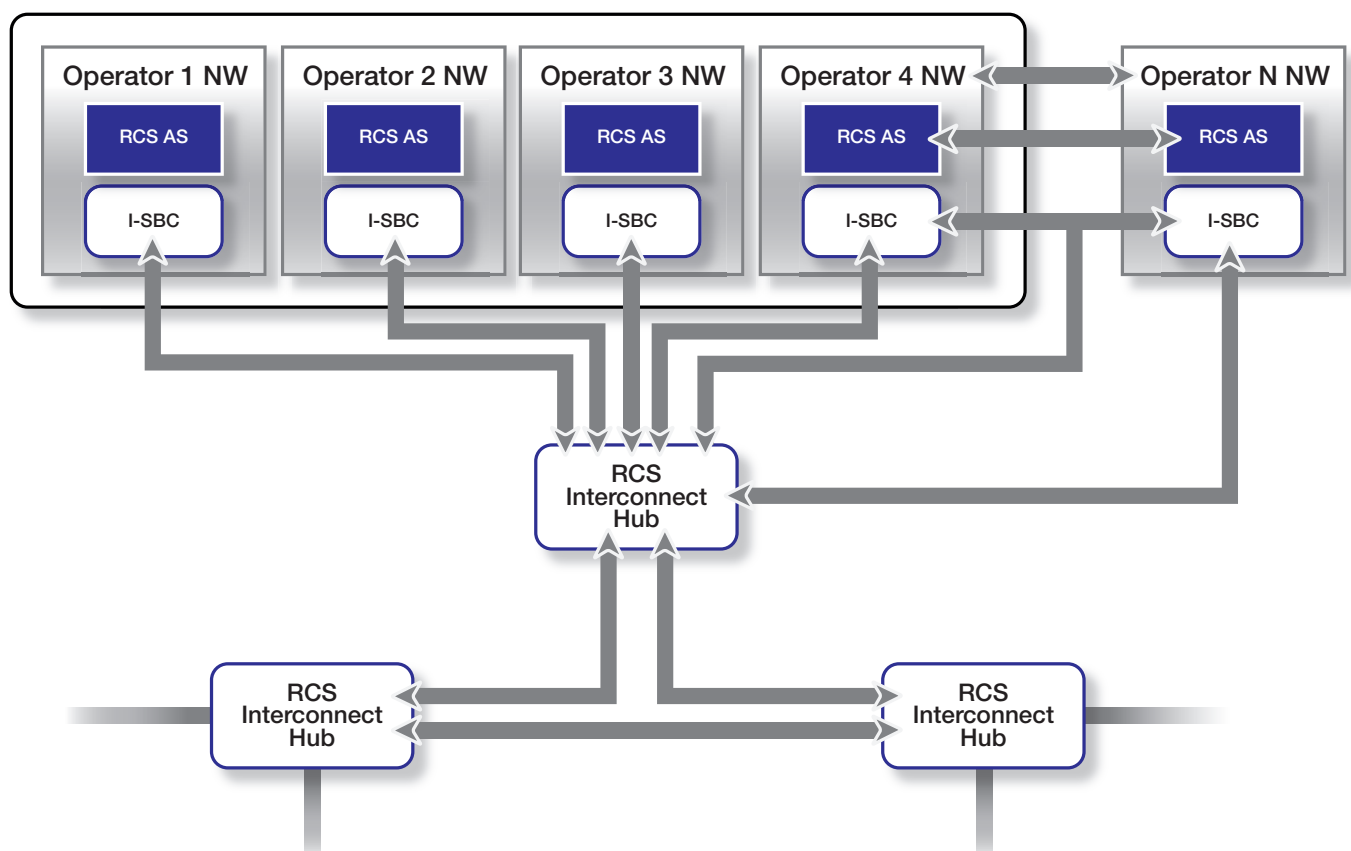 Operator 1 NW
Operator 2 NW
Operator 3 NW
Operator 4 NW
Operator N NW
RCS AS
RCS AS
RCS AS
RCS AS
RCS AS
I-SBC
I-SBC
I-SBC
I-SBC
I-SBC
RCS
Interconnect
Hub
RCS
Interconnect
Hub
RCS
Interconnect
Hub